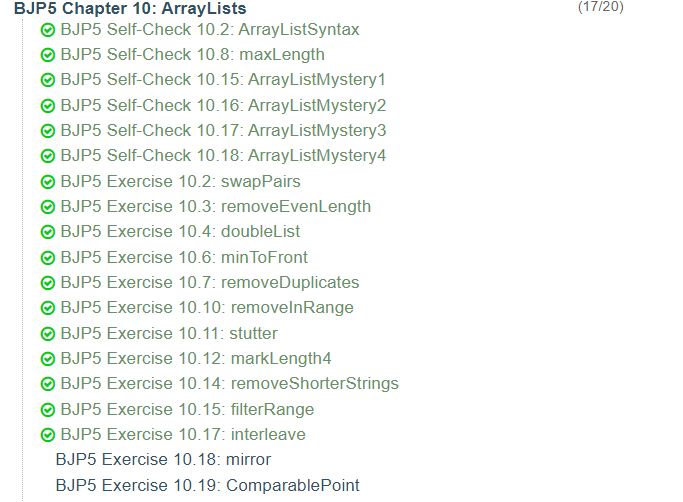 BJP5 Chapter 10: ArrayLists (17/20)
BJP5 Self-Check 10.2: ArrayListSyntax
BJP5 Self-Check 10.8: maxLength
BJP5 Self-Check 10.15: ArrayListMystery1
BJP5 Self-Check 10.16: ArrayListMystery2
BJP5 Self-Check 10.17: ArrayListMystery3
BJP5 Self-Check 10.18: ArrayListMystery4
BJP5 Exercise 10.2: swapPairs
BJP5 Exercise 10.3: removeEvenLength
BJP5 Exercise 10.4: doubleList
BJP5 Exercise 10.6: minToFront
BJP5 Exercise 10.7: removeDuplicates
BJP5 Exercise 10.10: removeInRange
BJP5 Exercise 10.11: stutter
BJP5 Exercise 10.12: markLength4
BJP5 Exercise 10.14: removeShorterStrings
BJP5 Exercise 10.15: filterRange
BJP5 Exercise 10.17: interleave
BJP5 Exercise 10.18: mirror
BJP5 Exercise 10.19: ComparablePoint